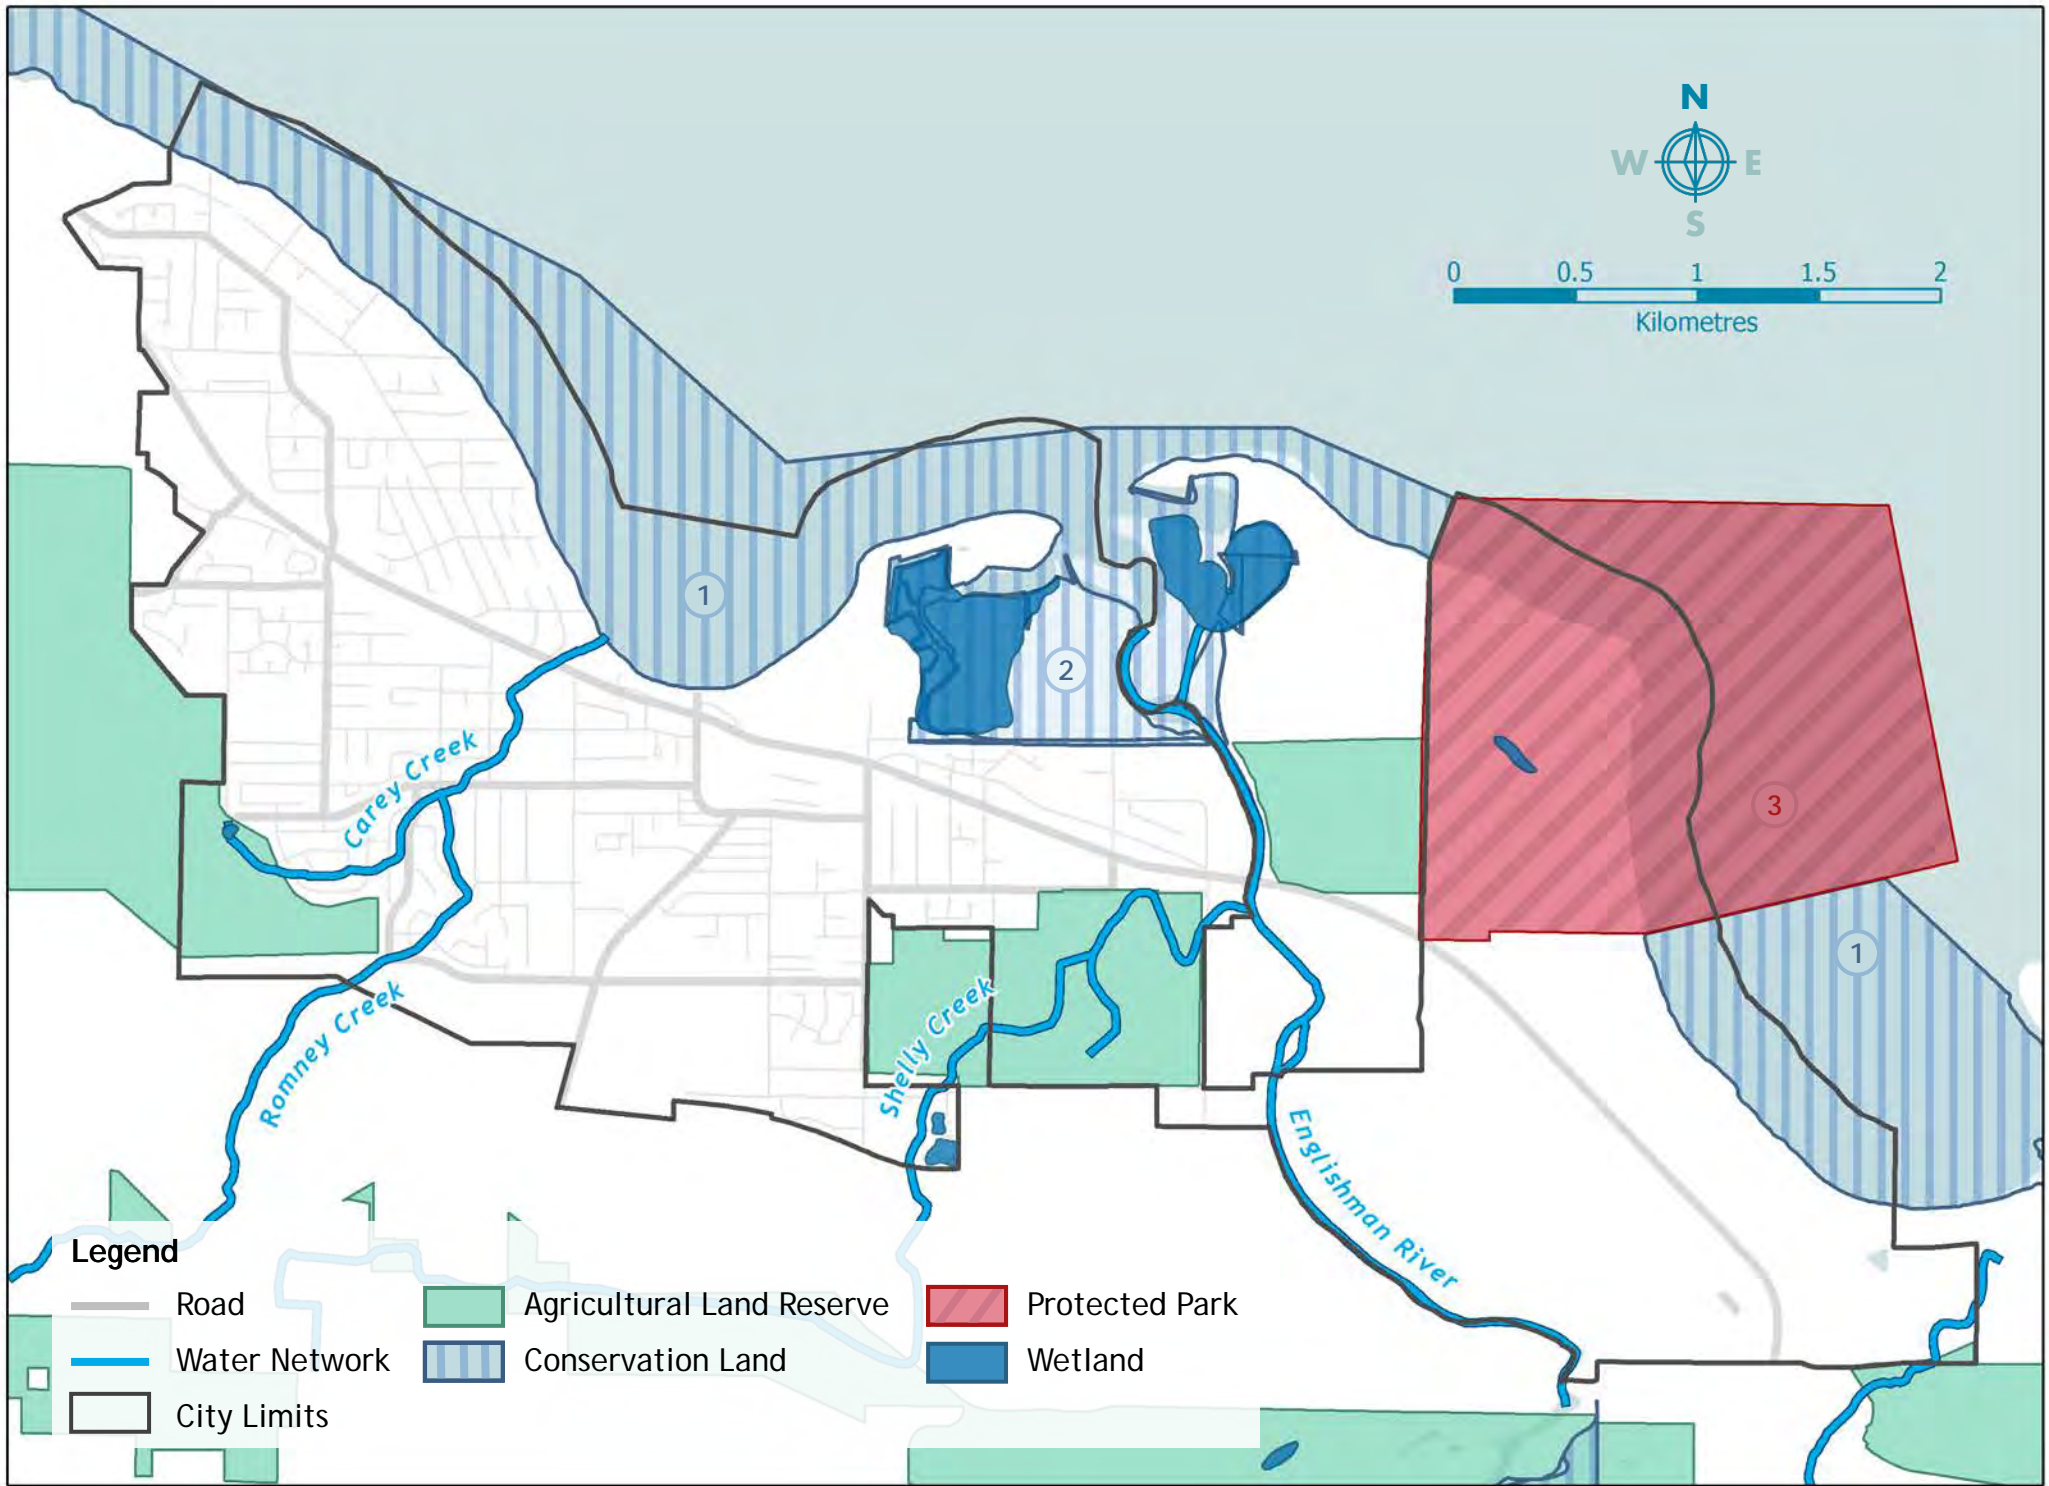 N
W E
S
0 0.5 1 1.5 2
Kilometres
1
2
3
1
Carey Creek
Romney Creek
Shelly Creek
Englishman River
Legend
Road
Water Network
City Limits
Agricultural Land Reserve
Conservation Land
Protected Park
Wetland